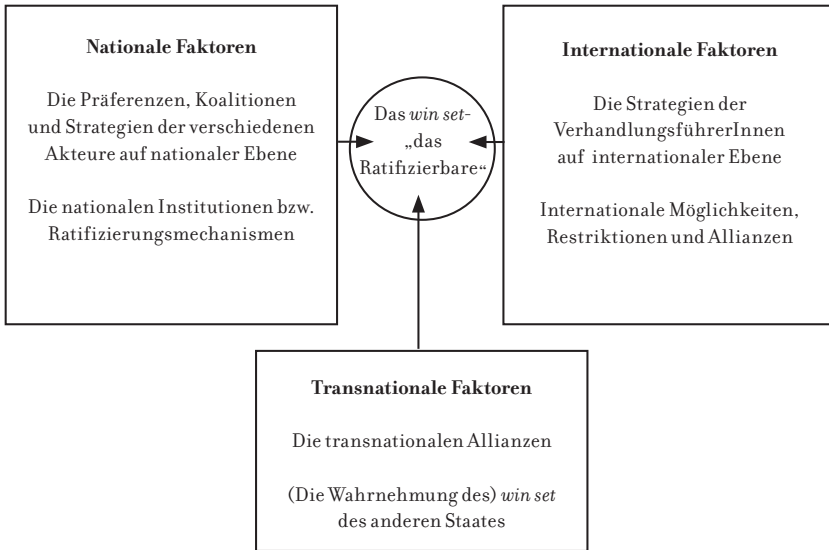 Nationale Faktoren
Die Präferenzen, Koalitionen
und Strategien der verschiedenen
Akteure auf nationaler Ebene
Die nationalen Institutionen bzw.
Ratifizierungsmechanismen
Das win set-
„das
Ratifizierbare“
Internationale Faktoren
Die Strategien der
VerhandlungsführerInnen
auf internationaler Ebene
Internationale Möglichkeiten,
Restriktionen und Allianzen
Transnationale Faktoren
Die transnationalen Allianzen
(Die Wahrnehmung des) win set
des anderen Staates